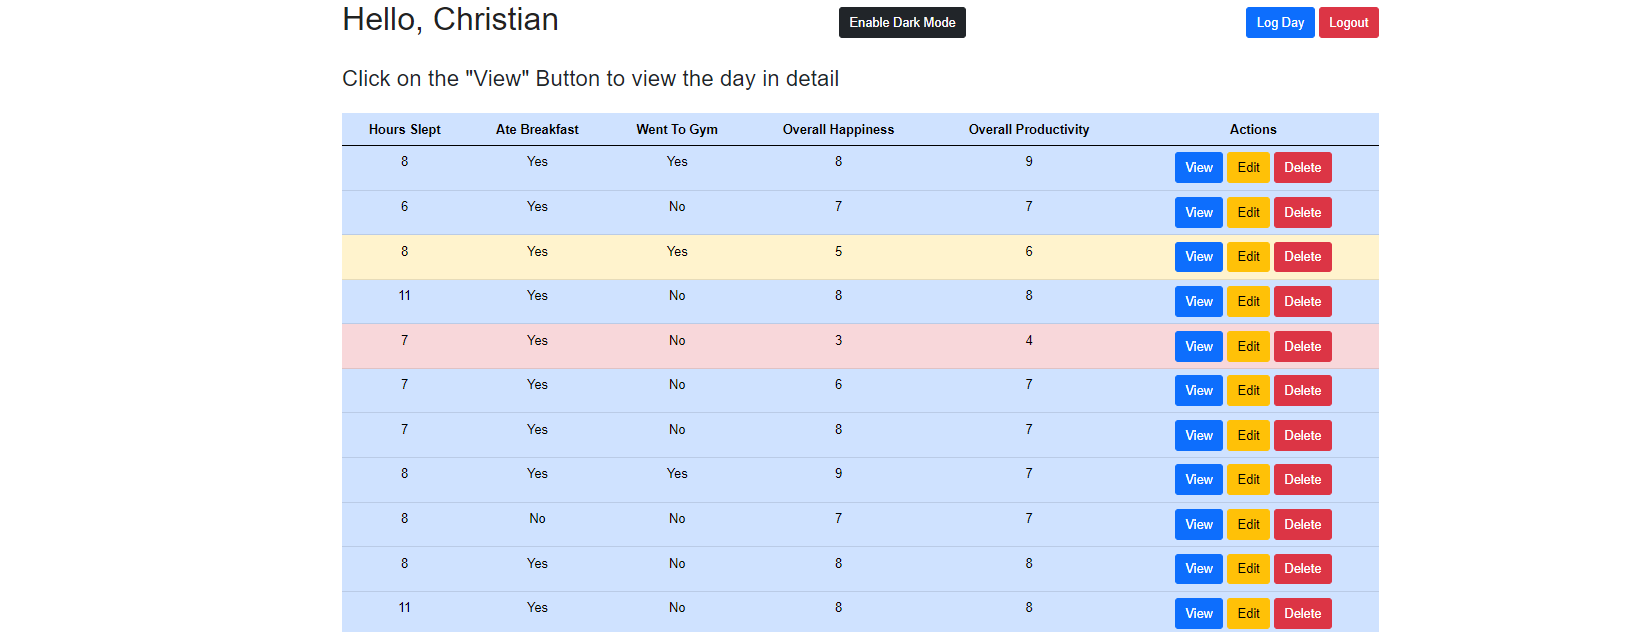 Hello, Christian Enable Dark Mode Log Day Logout
Click on the "View" Button to view the day in detail
Hours Slept Ate Breakfast Went To Gym Overall Happiness Overall Productivity Actions
8 Yes Yes 8 9 View Edit Delete
6 Yes No 7 7 View Edit Delete
8 Yes Yes 5 6 View Edit Delete
11 Yes No 8 8 View Edit Delete
7 Yes No 3 4 View Edit Delete
7 Yes No 6 7 View Edit Delete
7 Yes No 8 7 View Edit Delete
8 Yes Yes 9 7 View Edit Delete
8 No No 7 7 View Edit Delete
8 Yes No 8 8 View Edit Delete
11 Yes No 8 8 View Edit Delete